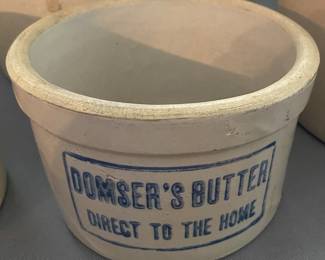 DOMSER'S BUTTER
DIRECT TO THE HOME